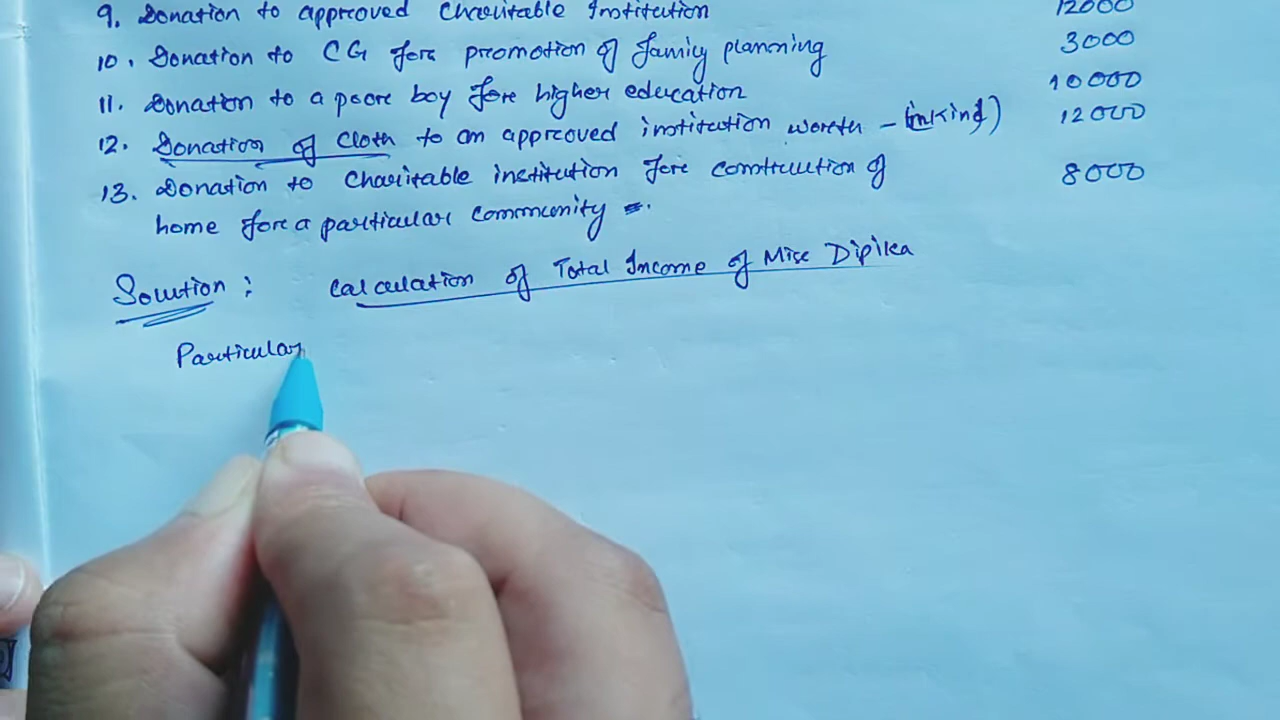 9. Donation to approved Charitable Institution 12000
10. Donation to CG for promotion of family planning 3000
11. Donation to a poor boy for higher education 10000
12. Donation of Cloth to an approved institution worth - (inkind) 12000
13. Donation to Charitable institution for construction of 8000
home for a particular community -.
Solution : Calculation of Total Income of Miss Dipika
Particular